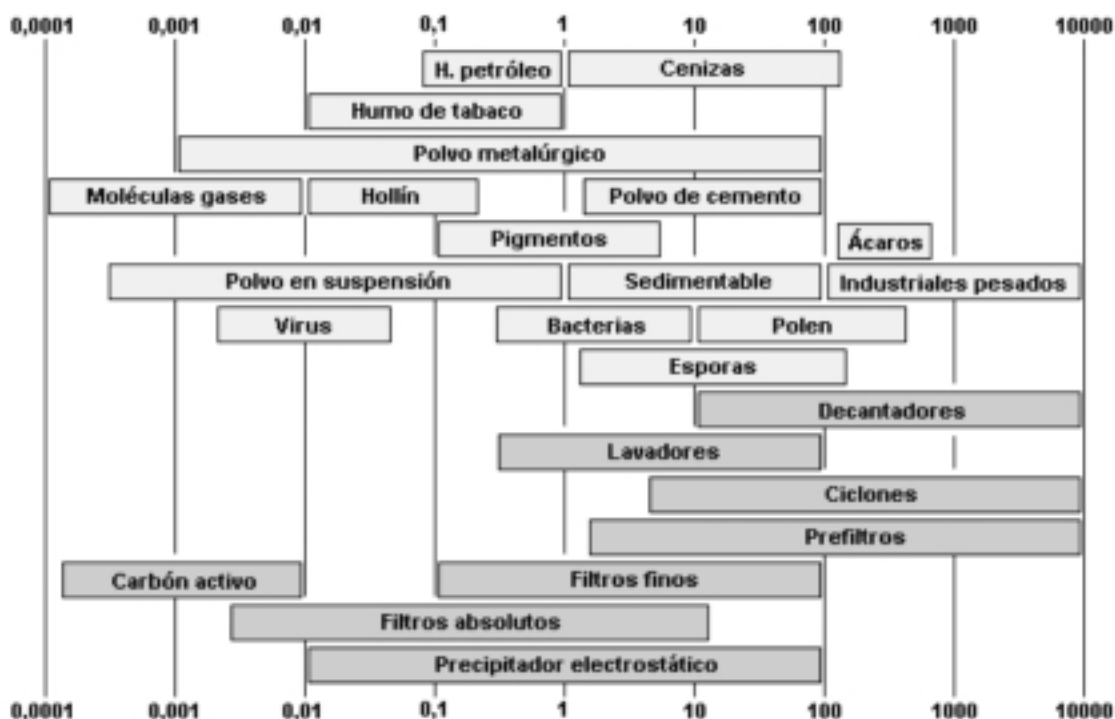 0,0001 0,001 0,01 0,1 1 10 100 1000 10000
H. petróleo Cenizas
Humo de tabaco
Polvo metalúrgico
Moléculas gases Hollín Polvo de cemento
Pigmentos Ácaros
Polvo en suspensión Sedimentable Industriales pesados
Virus Bacterias Polen
Esporas
Decantadores
Lavadores
Ciclones
Prefiltros
Carbón activo Filtros finos
Filtros absolutos
Precipitador electrostático
0,0001 0,001 0,01 0,1 1 10 100 1000 10000